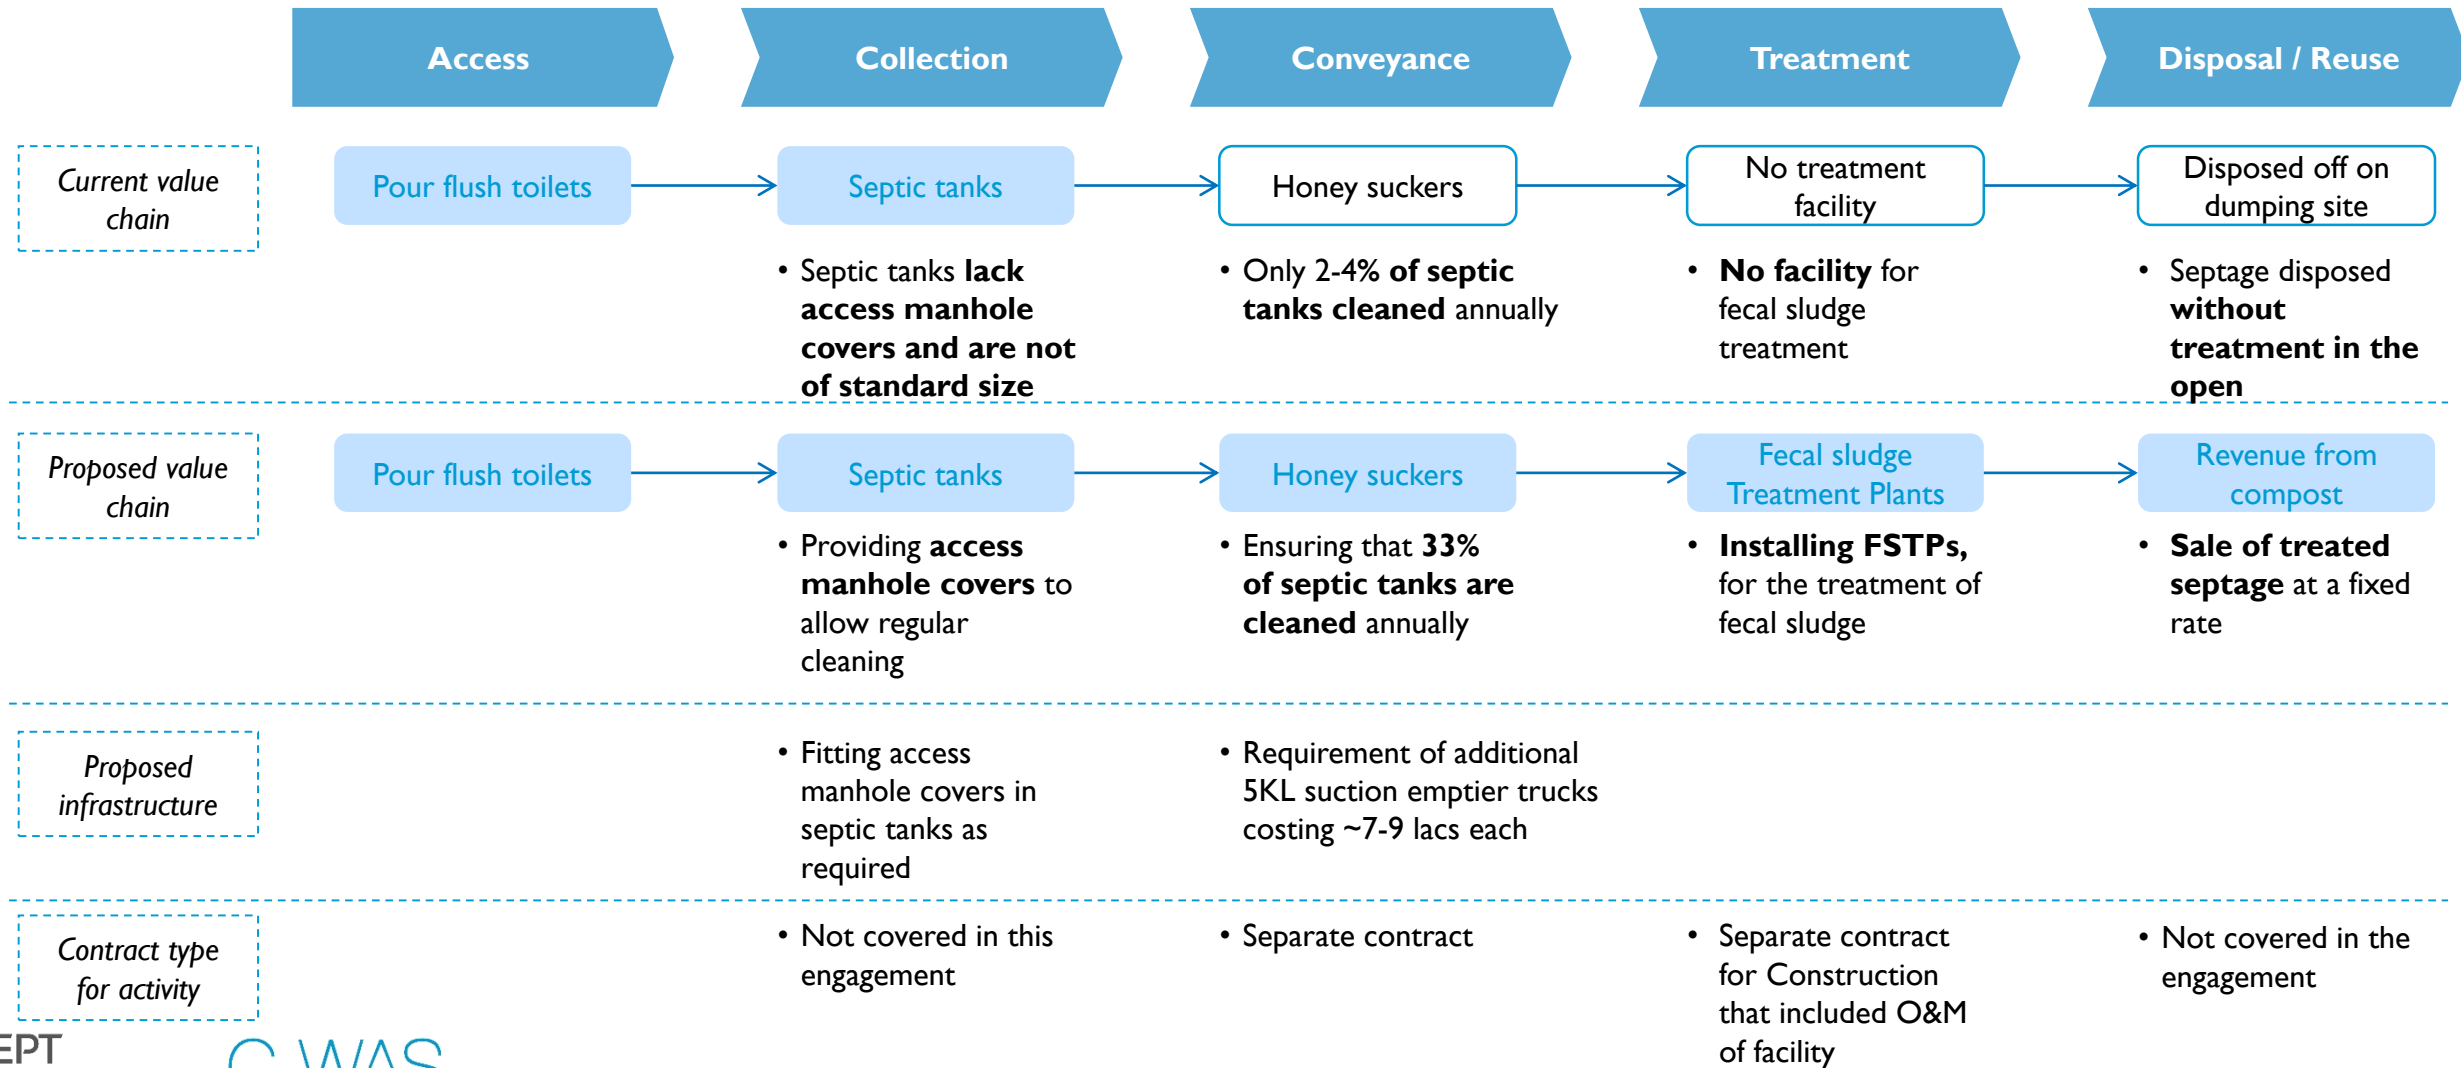 Access
Collection
Conveyance
Treatment
Disposal / Reuse
Current value
chain
Pour flush toilets
Septic tanks
Honey suckers
No treatment
facility
Disposed off on
dumping site
• Septic tanks lack
access manhole
covers and are not
of standard size
• Only 2-4% of septic
tanks cleaned annually
• No facility for
fecal sludge
treatment
• Septage disposed
without
treatment in the
open
Proposed value
chain
Pour flush toilets
Septic tanks
Honey suckers
Fecal sludge
Treatment Plants
Revenue from
compost
• Providing access
manhole covers to
allow regular
cleaning
• Ensuring that 33%
of septic tanks are
cleaned annually
• Installing FSTPs,
for the treatment of
fecal sludge
• Sale of treated
septage at a fixed
rate
Proposed
infrastructure
• Fitting access
manhole covers in
septic tanks as
required
• Requirement of additional
5KL suction emptier trucks
costing ~7-9 lacs each
Contract type
for activity
• Not covered in this
engagement
• Separate contract
• Separate contract
for Construction
that included O&M
of facility
• Not covered in the
engagement
EPT